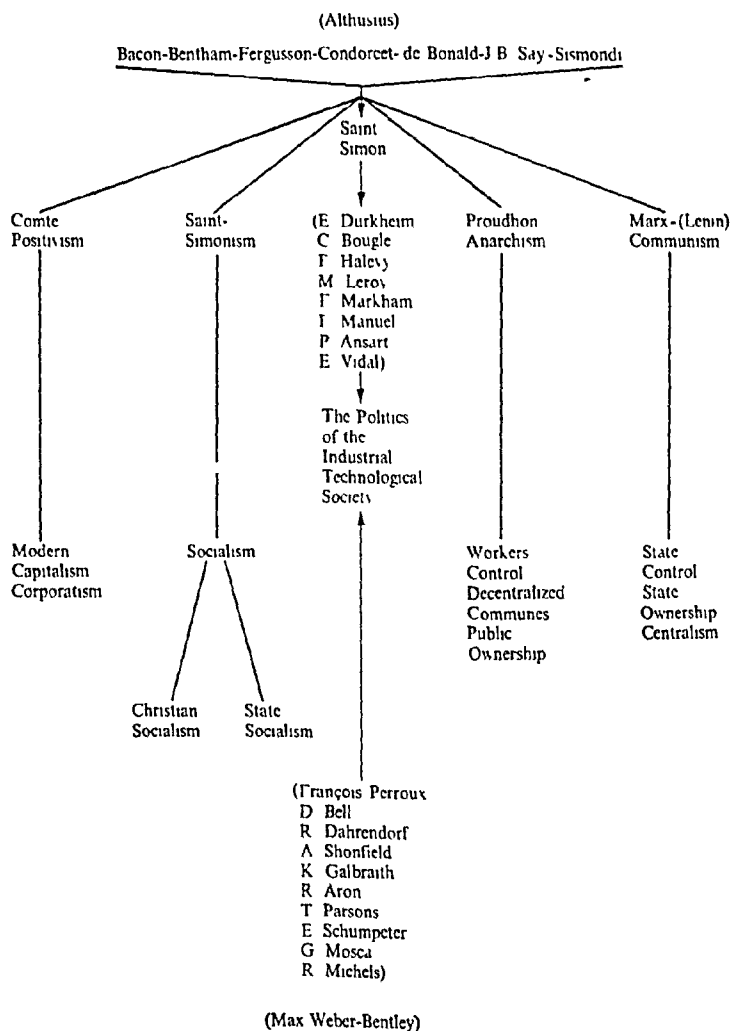 (Althusius)
Bacon-Bentham-Fergusson-Condorcet- de Bonald-J B Say-Sismondi
Saint
Simon
Comte
Positivism
Saint-
Simonism
(E Durkheim
C Bougle
F Halevy
M Leroy
F Markham
F Manuel
P Ansart
E Vidal)
Proudhon
Anarchism
Marx-(Lenin)
Communism
The Politics
of the
Industrial
Technological
Society
Modern
Capitalism
Corporatism
Socialism
Workers
Control
Decentralized
Communes
Public
Ownership
State
Control
State
Ownership
Centralism
Christian
Socialism
State
Socialism
(François Perroux
D Bell
R Dahrendorf
A Shonfield
K Galbraith
R Aron
T Parsons
E Schumpeter
G Mosca
R Michels)
(Max Weber-Bentley)